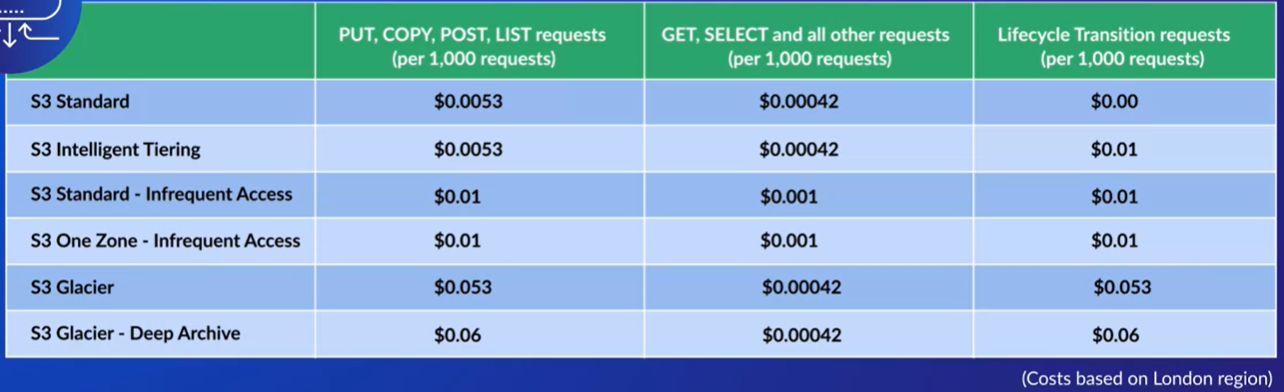 PUT, COPY, POST, LIST requests (per 1,000 requests) GET, SELECT and all other requests (per 1,000 requests) Lifecycle Transition requests (per 1,000 requests)
S3 Standard $0.0053 $0.00042 $0.00
S3 Intelligent Tiering $0.0053 $0.00042 $0.01
S3 Standard - Infrequent Access $0.01 $0.001 $0.01
S3 One Zone - Infrequent Access $0.01 $0.001 $0.01
S3 Glacier $0.053 $0.00042 $0.053
S3 Glacier - Deep Archive $0.06 $0.00042 $0.06
(Costs based on London region)